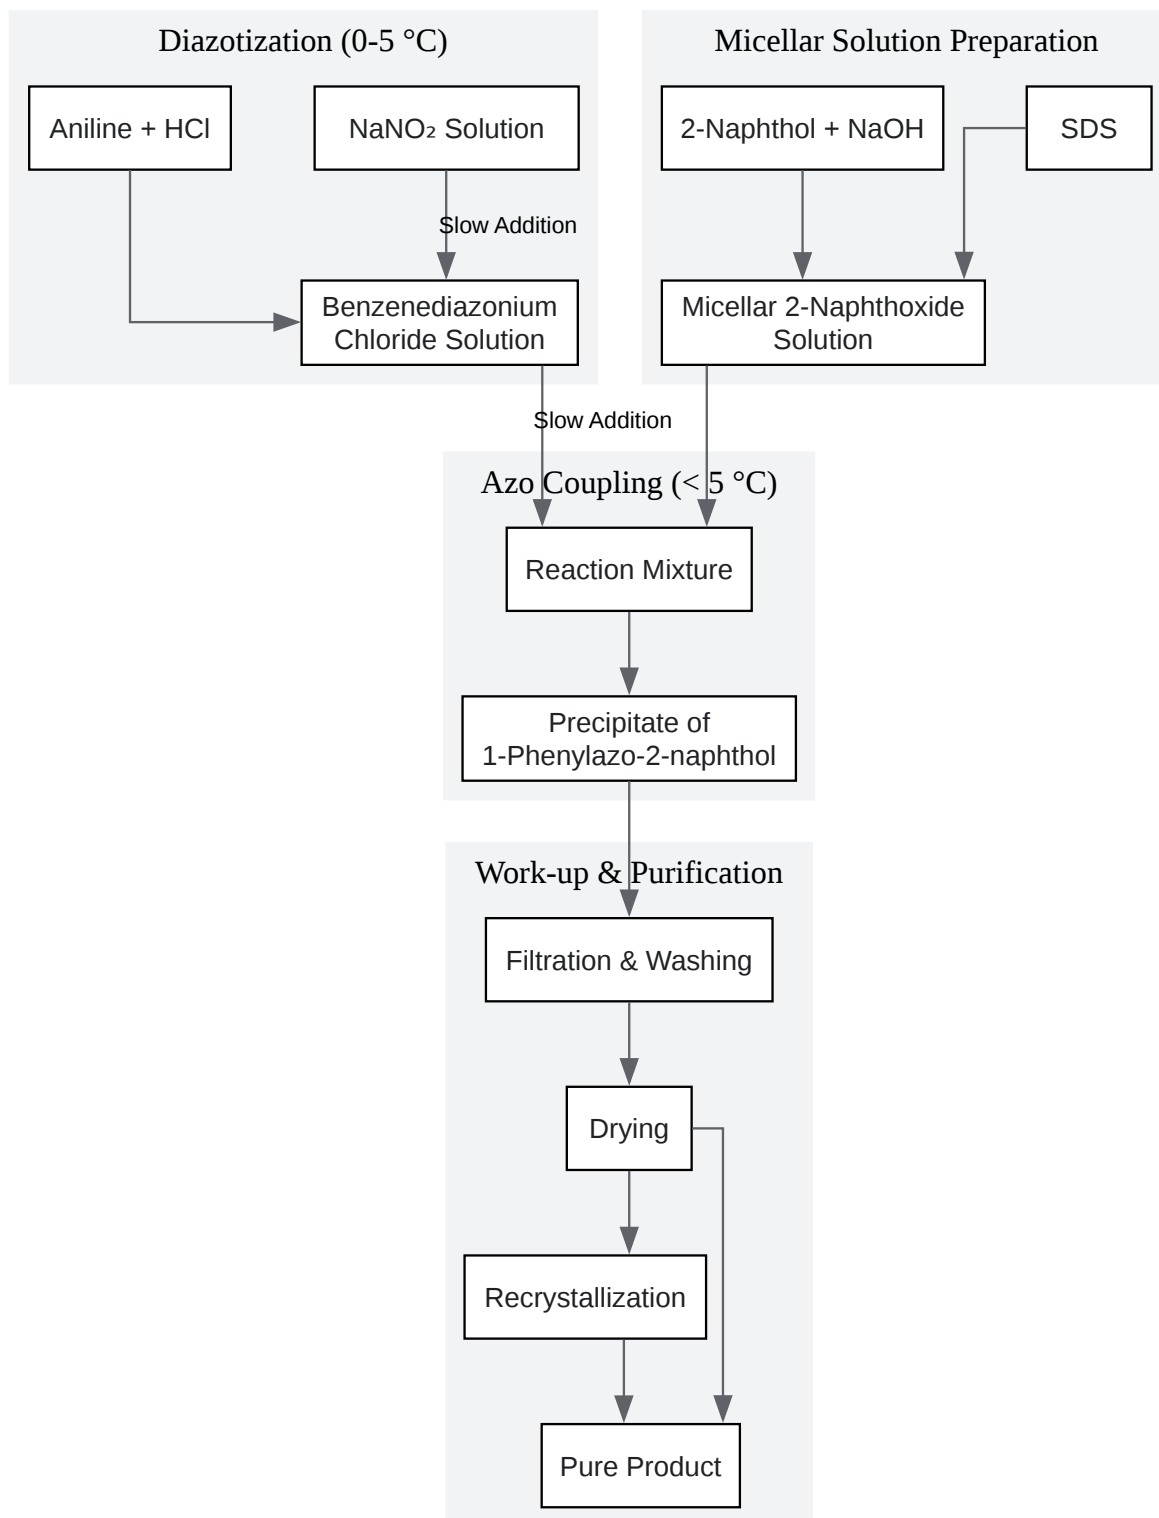 Diazotization (0-5 °C)
Aniline + HCl
NaNO₂ Solution
Slow Addition
Benzenediazonium
Chloride Solution
Micellar Solution Preparation
2-Naphthol + NaOH
SDS
Micellar 2-Naphthoxide
Solution
Slow Addition
Azo Coupling (< 5 °C)
Reaction Mixture
Precipitate of
1-Phenylazo-2-naphthol
Work-up & Purification
Filtration & Washing
Drying
Recrystallization
Pure Product